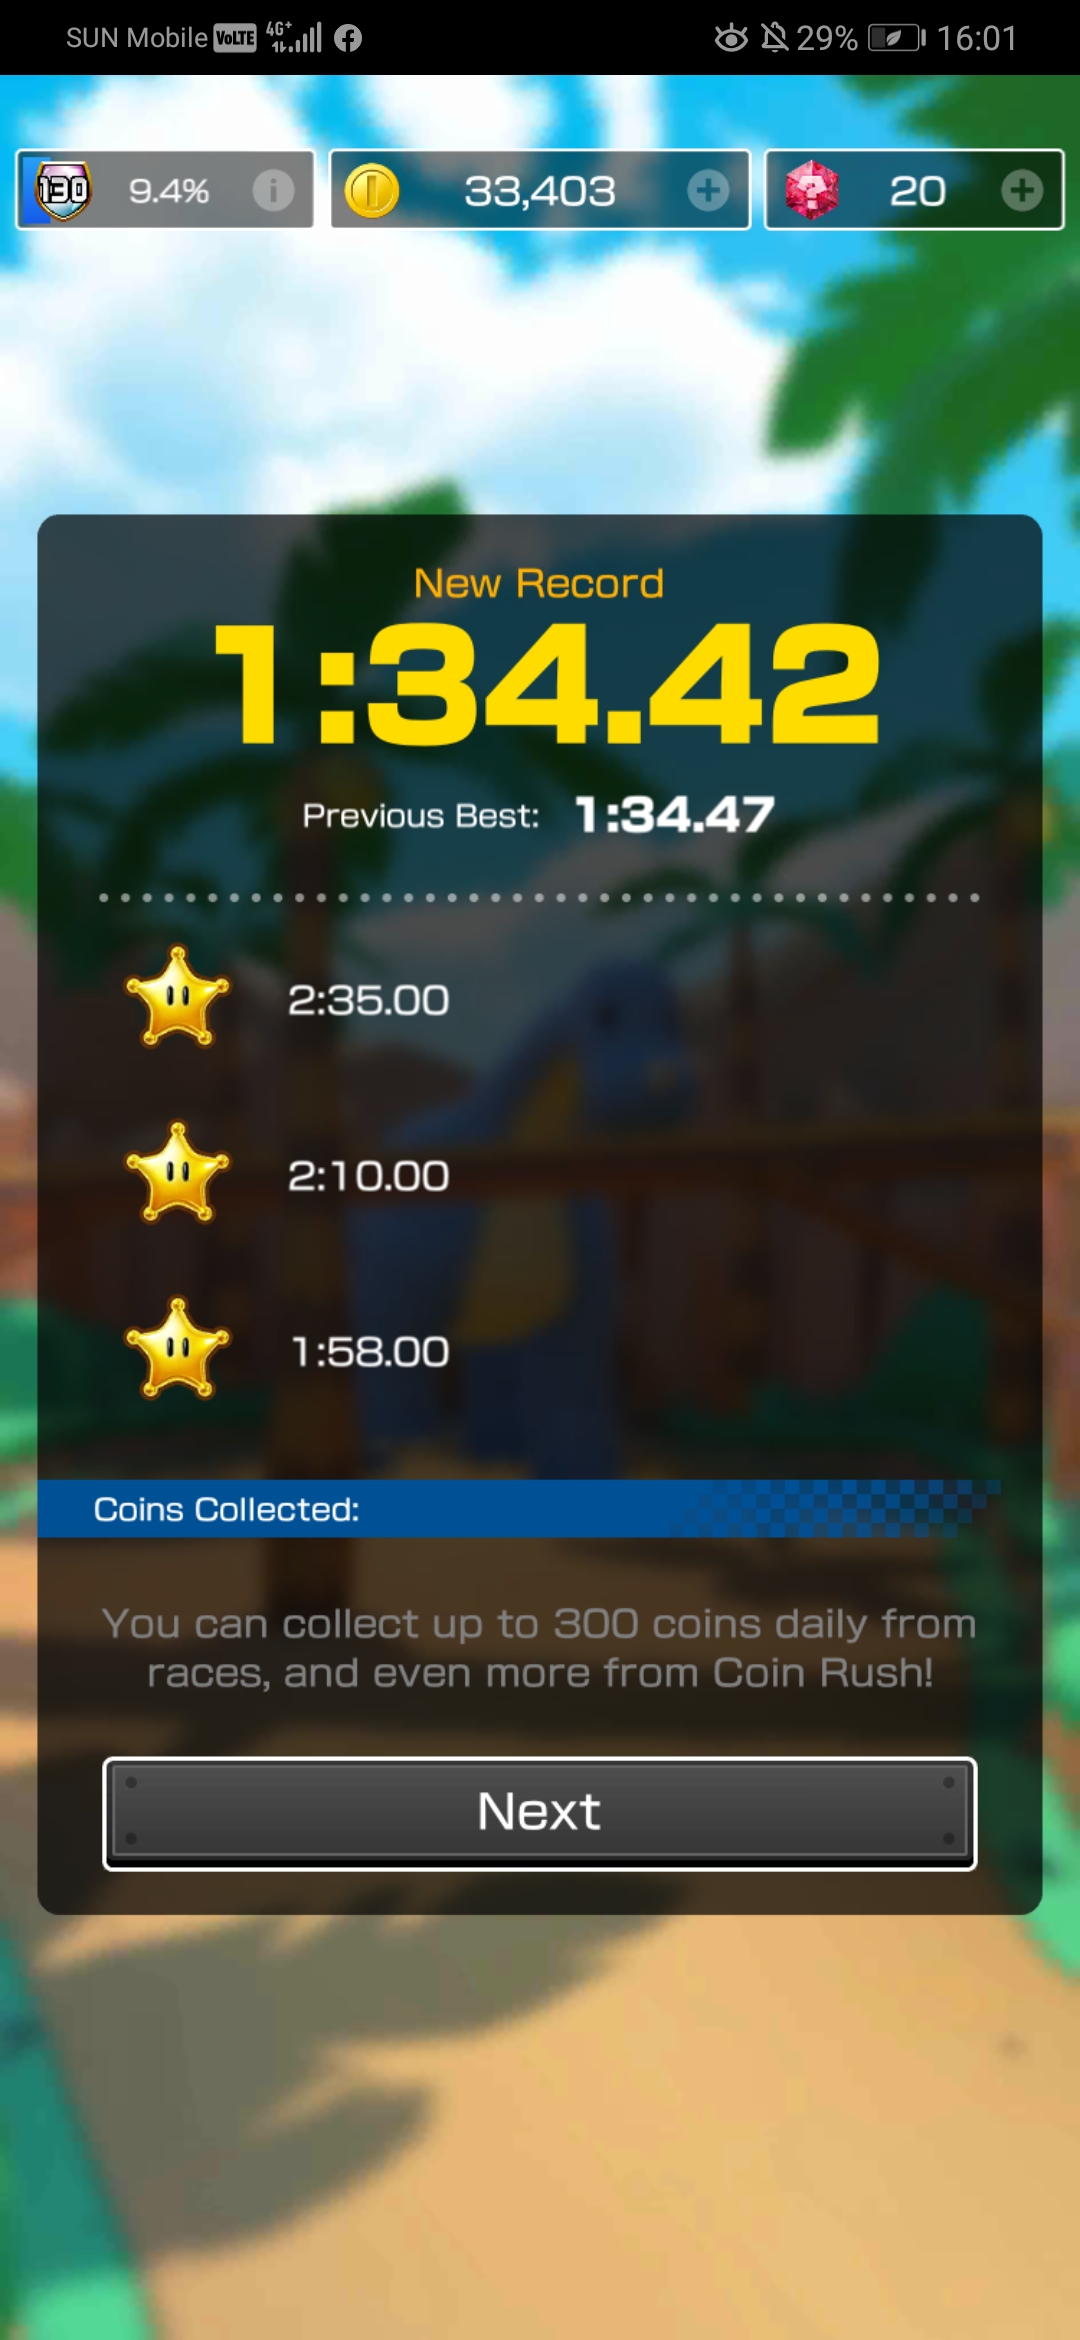 SUN Mobile VoLTE 4G+ 29% 16:01
130 9.4% i 33,403 + 20 +
New Record
1:34.42
Previous Best: 1:34.47
2:35.00
2:10.00
1:58.00
Coins Collected:
You can collect up to 300 coins daily from
races, and even more from Coin Rush!
Next